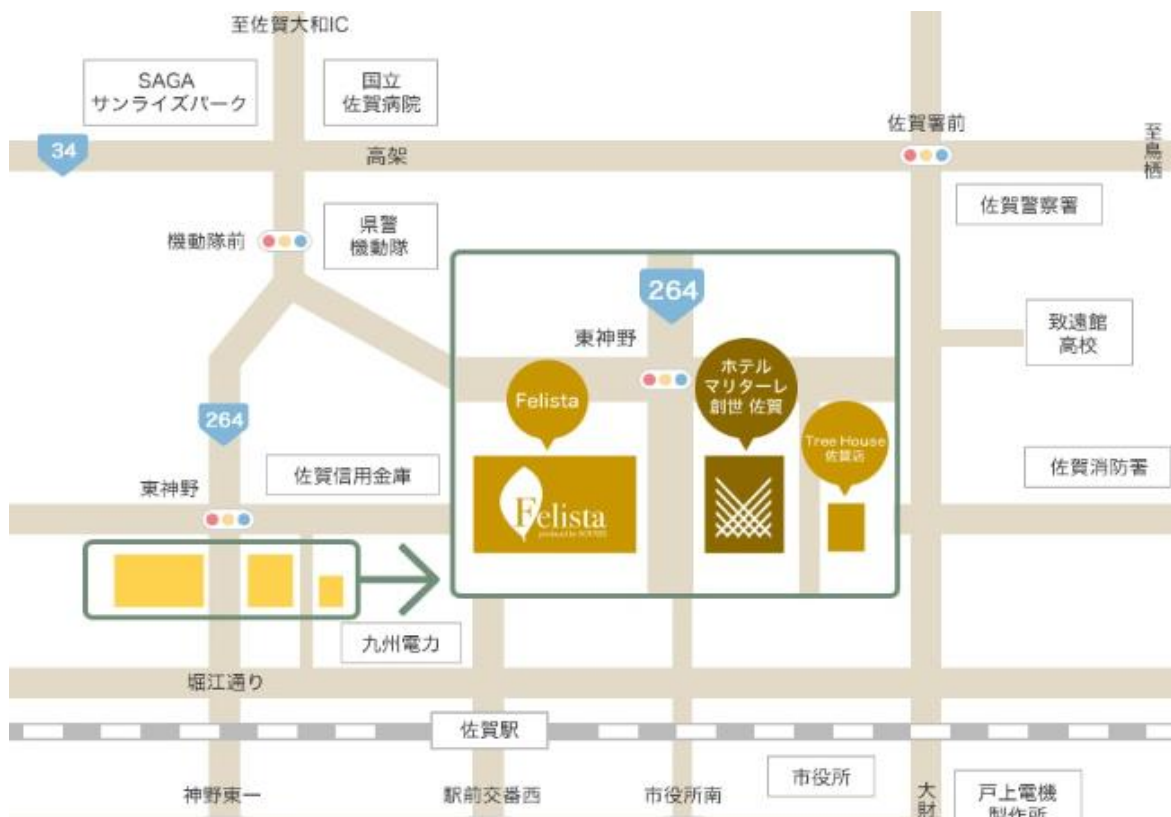 至佐賀大和IC
SAGA
サンライズパーク
国立
佐賀病院
佐賀署前
34
高架
至鳥栖
佐賀警察署
機動隊前
県警
機動隊
264
東神野
致遠館
高校
ホテル
マリターレ
創世 佐賀
Felista
Tree House
佐賀店
264
佐賀信用金庫
東神野
佐賀消防署
Felista
produced by SOUSEI
九州電力
堀江通り
佐賀駅
市役所
神野東一
駅前交番西
市役所南
大財
戸上電機
製作所